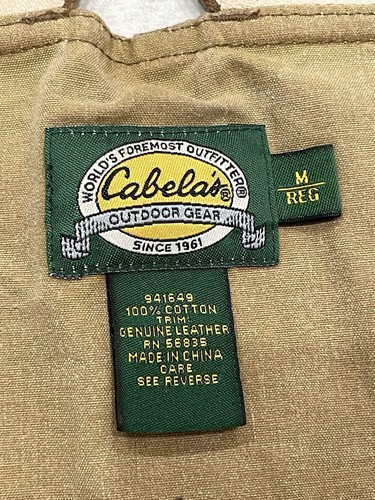 WORLD'S FOREMOST OUTFITTER®
Cabela's®
OUTDOOR GEAR
SINCE 1961
M
REG
941649
100% COTTON
TRIM:
GENUINE LEATHER
RN 56835
MADE IN CHINA
CARE
SEE REVERSE